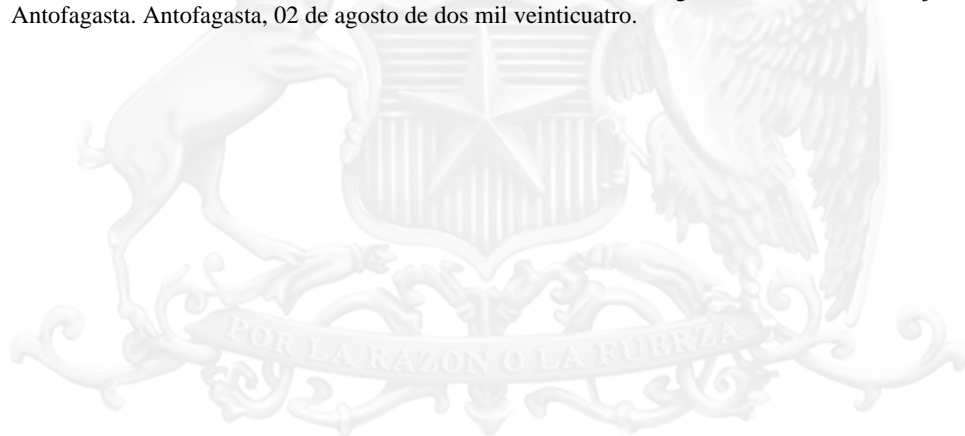 Antofagasta. Antofagasta, 02 de agosto de dos mil veinticuatro.
POR LA RAZON O LA FUERZA